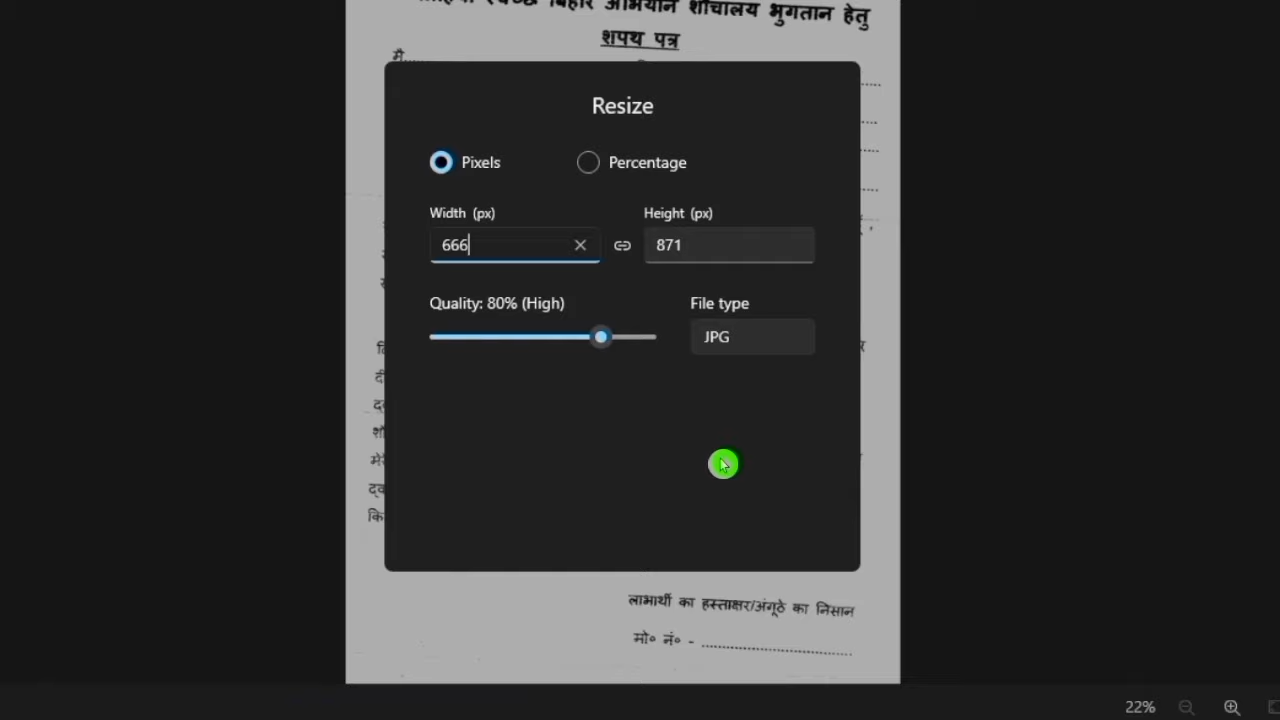 स्वच्छ बिहार अभियान शौचालय भुगतान हेतु
शपथ पत्र
मै
Resize
Pixels
Percentage
Width (px)
Height (px)
666
871
Quality: 80% (High)
File type
JPG
लाभार्थी का हस्ताक्षर/अंगूठे का निसान
मो० नं० -
22%